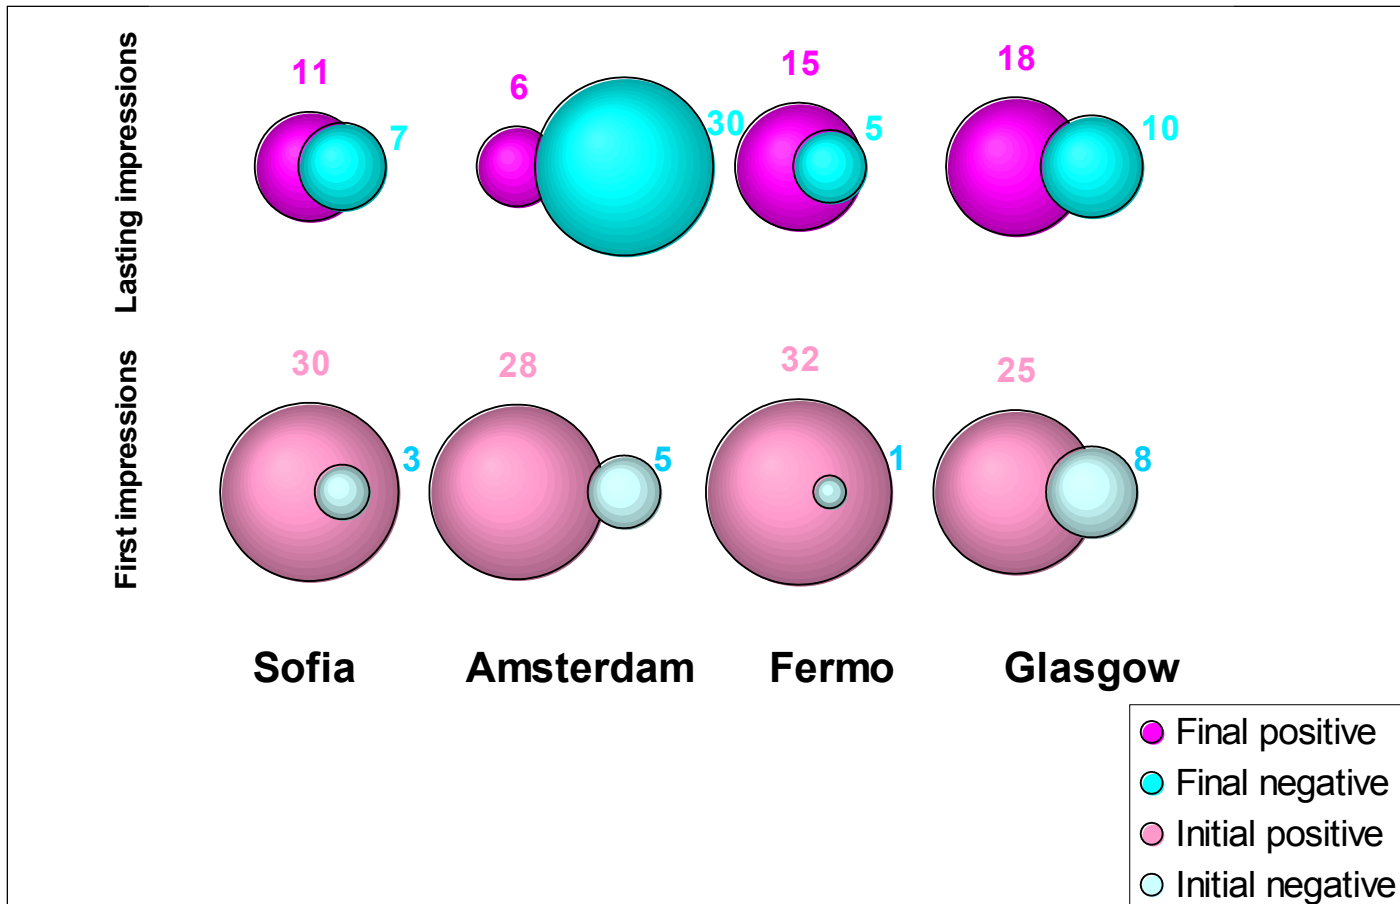 Lasting impressions
11
7
6
30
15
5
18
10
First impressions
30
3
28
5
32
1
25
8
Sofia
Amsterdam
Fermo
Glasgow
Final positive
Final negative
Initial positive
Initial negative